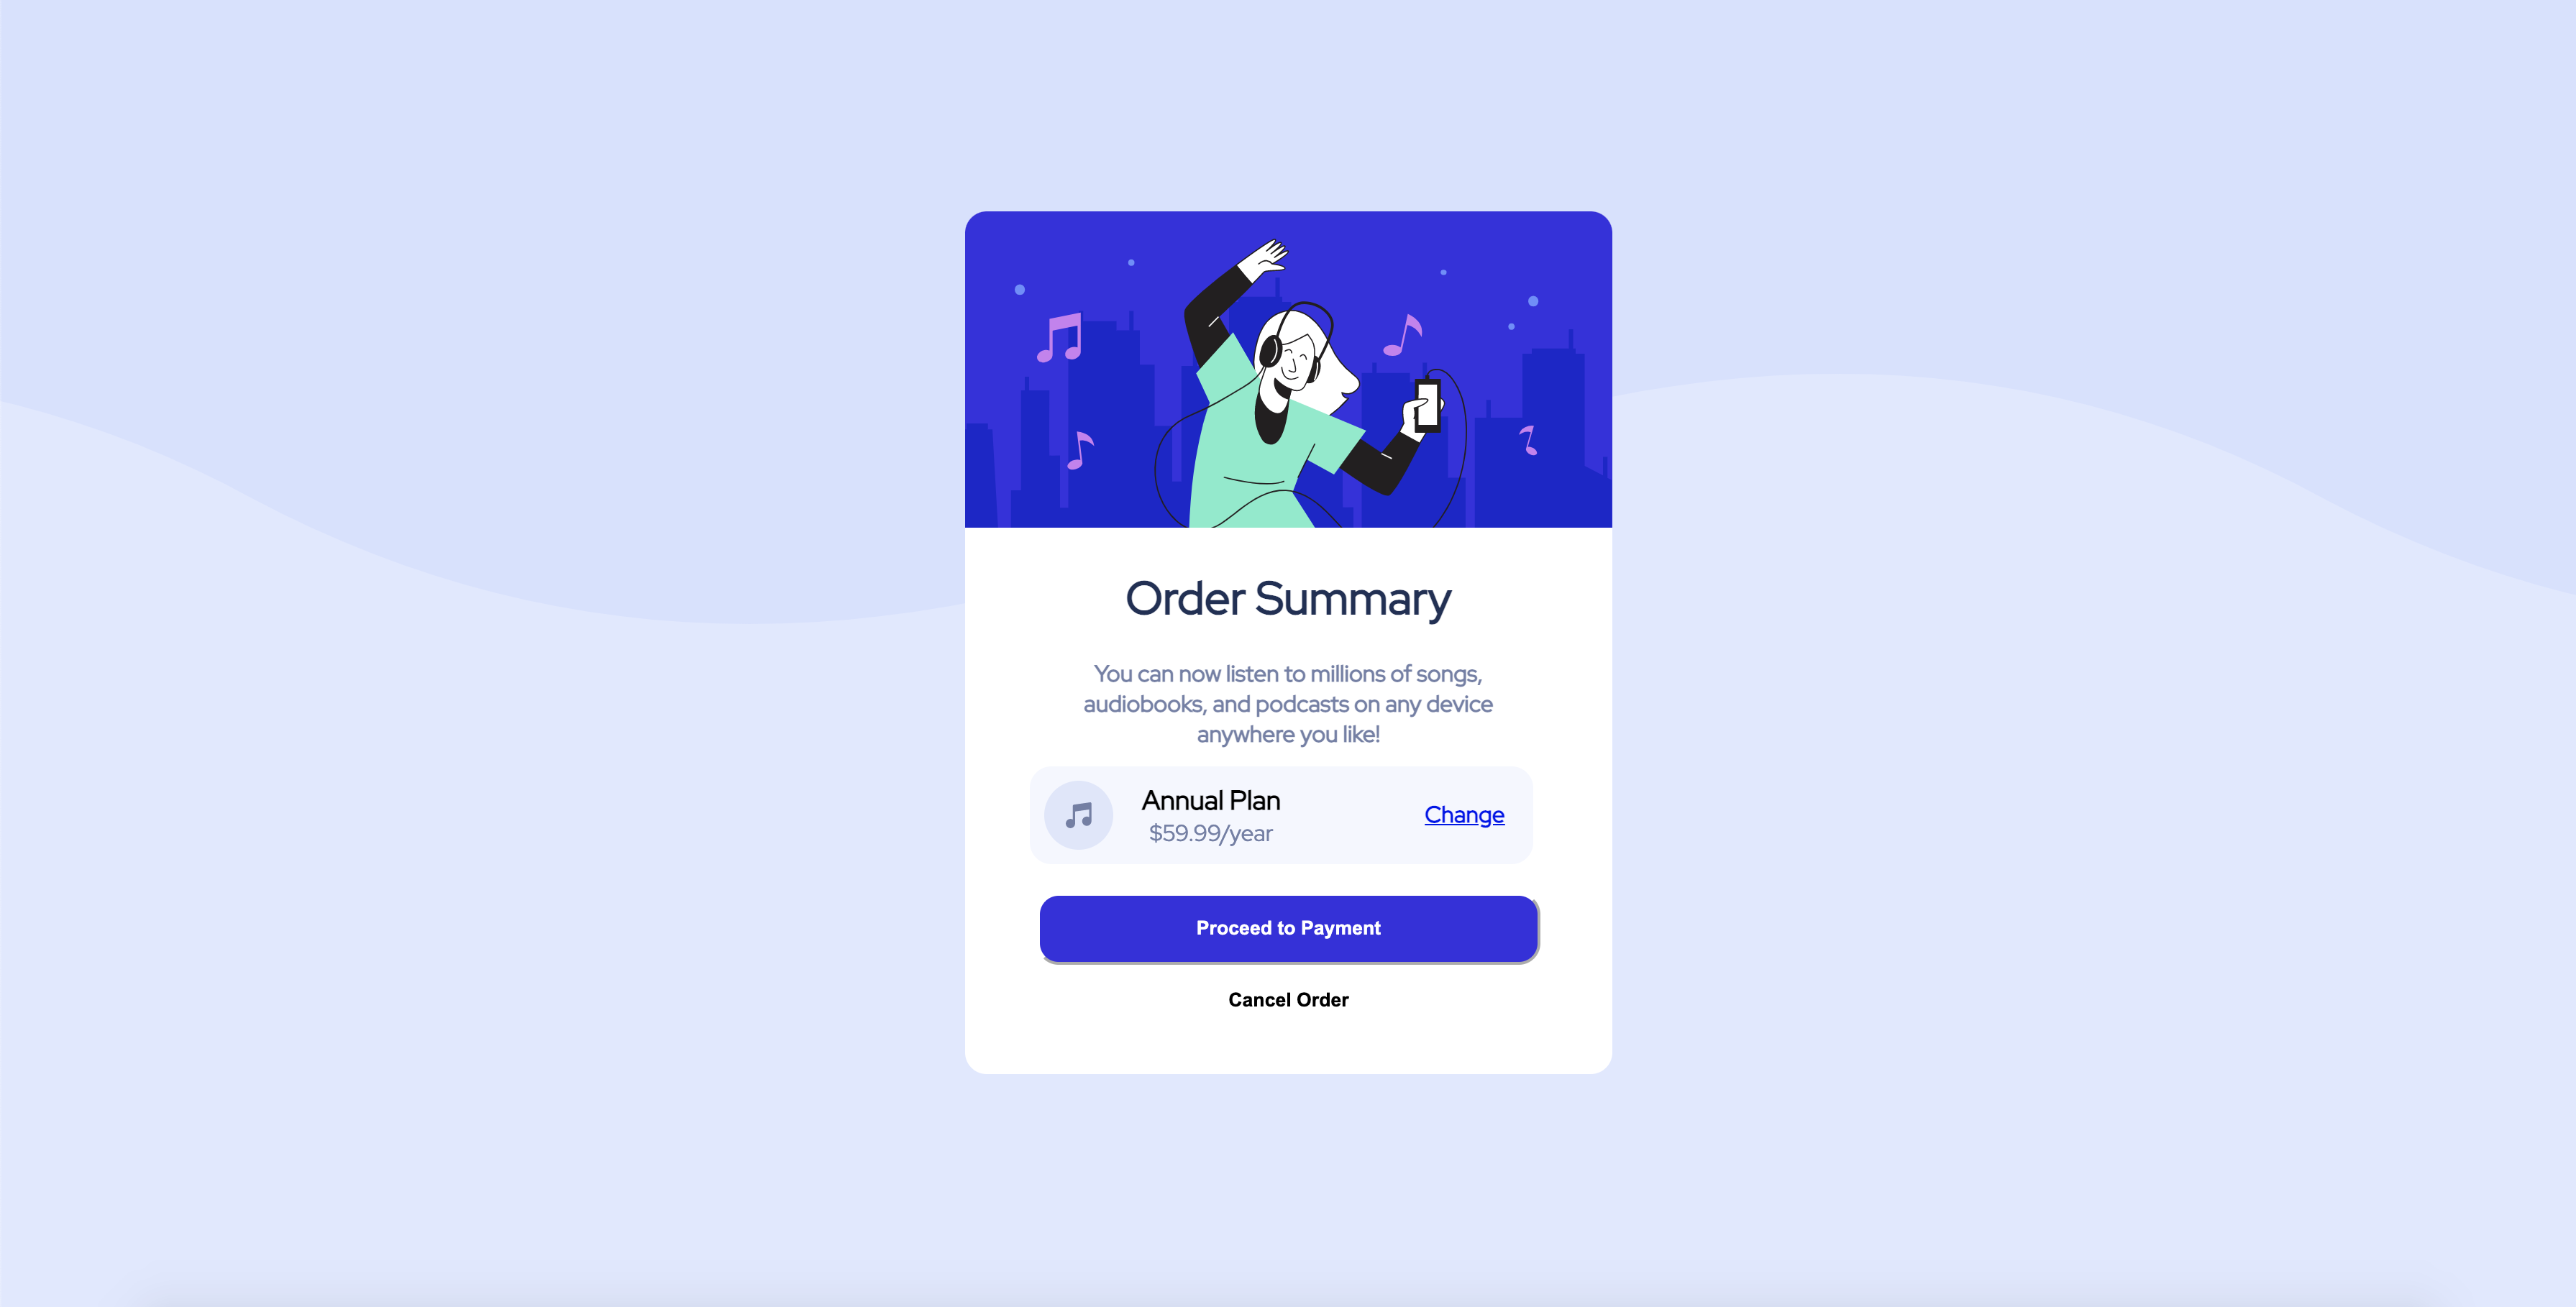 Order Summary
You can now listen to millions of songs,
audiobooks, and podcasts on any device
anywhere you like!
Annual Plan
$59.99/year
Change
Proceed to Payment
Cancel Order